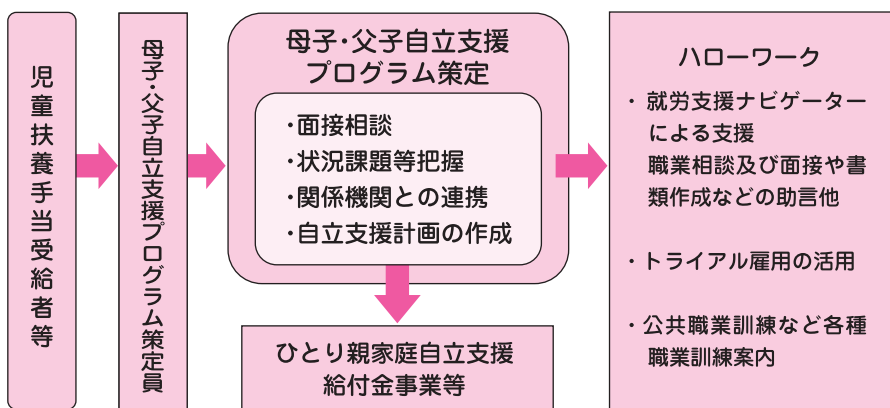 児童扶養手当受給者等
母子・父子自立支援プログラム策定員
母子・父子自立支援
プログラム策定
・面接相談
・状況課題等把握
・関係機関との連携
・自立支援計画の作成
ひとり親家庭自立支援
給付金事業等
ハローワーク
・就労支援ナビゲーター
による支援
職業相談及び面接や書
類作成などの助言他
・トライアル雇用の活用
・公共職業訓練など各種
職業訓練案内